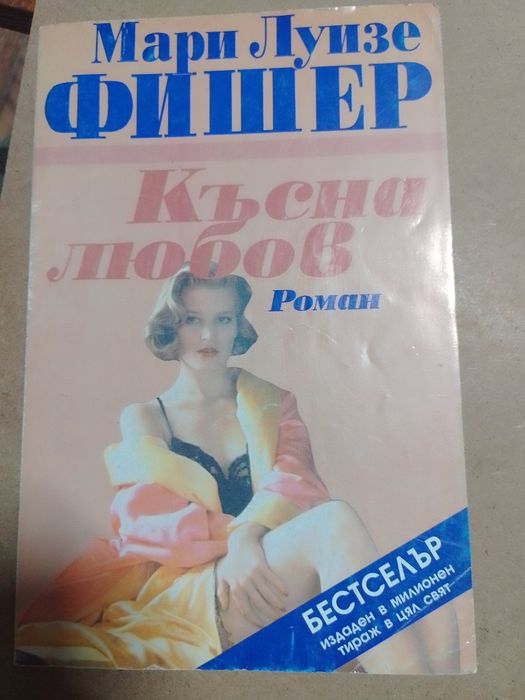 Мари Луизе
ФИШЕР
Късна
любов
Роман
БЕСТСЕЛЪР
издаден в милионен
тираж в цял свят